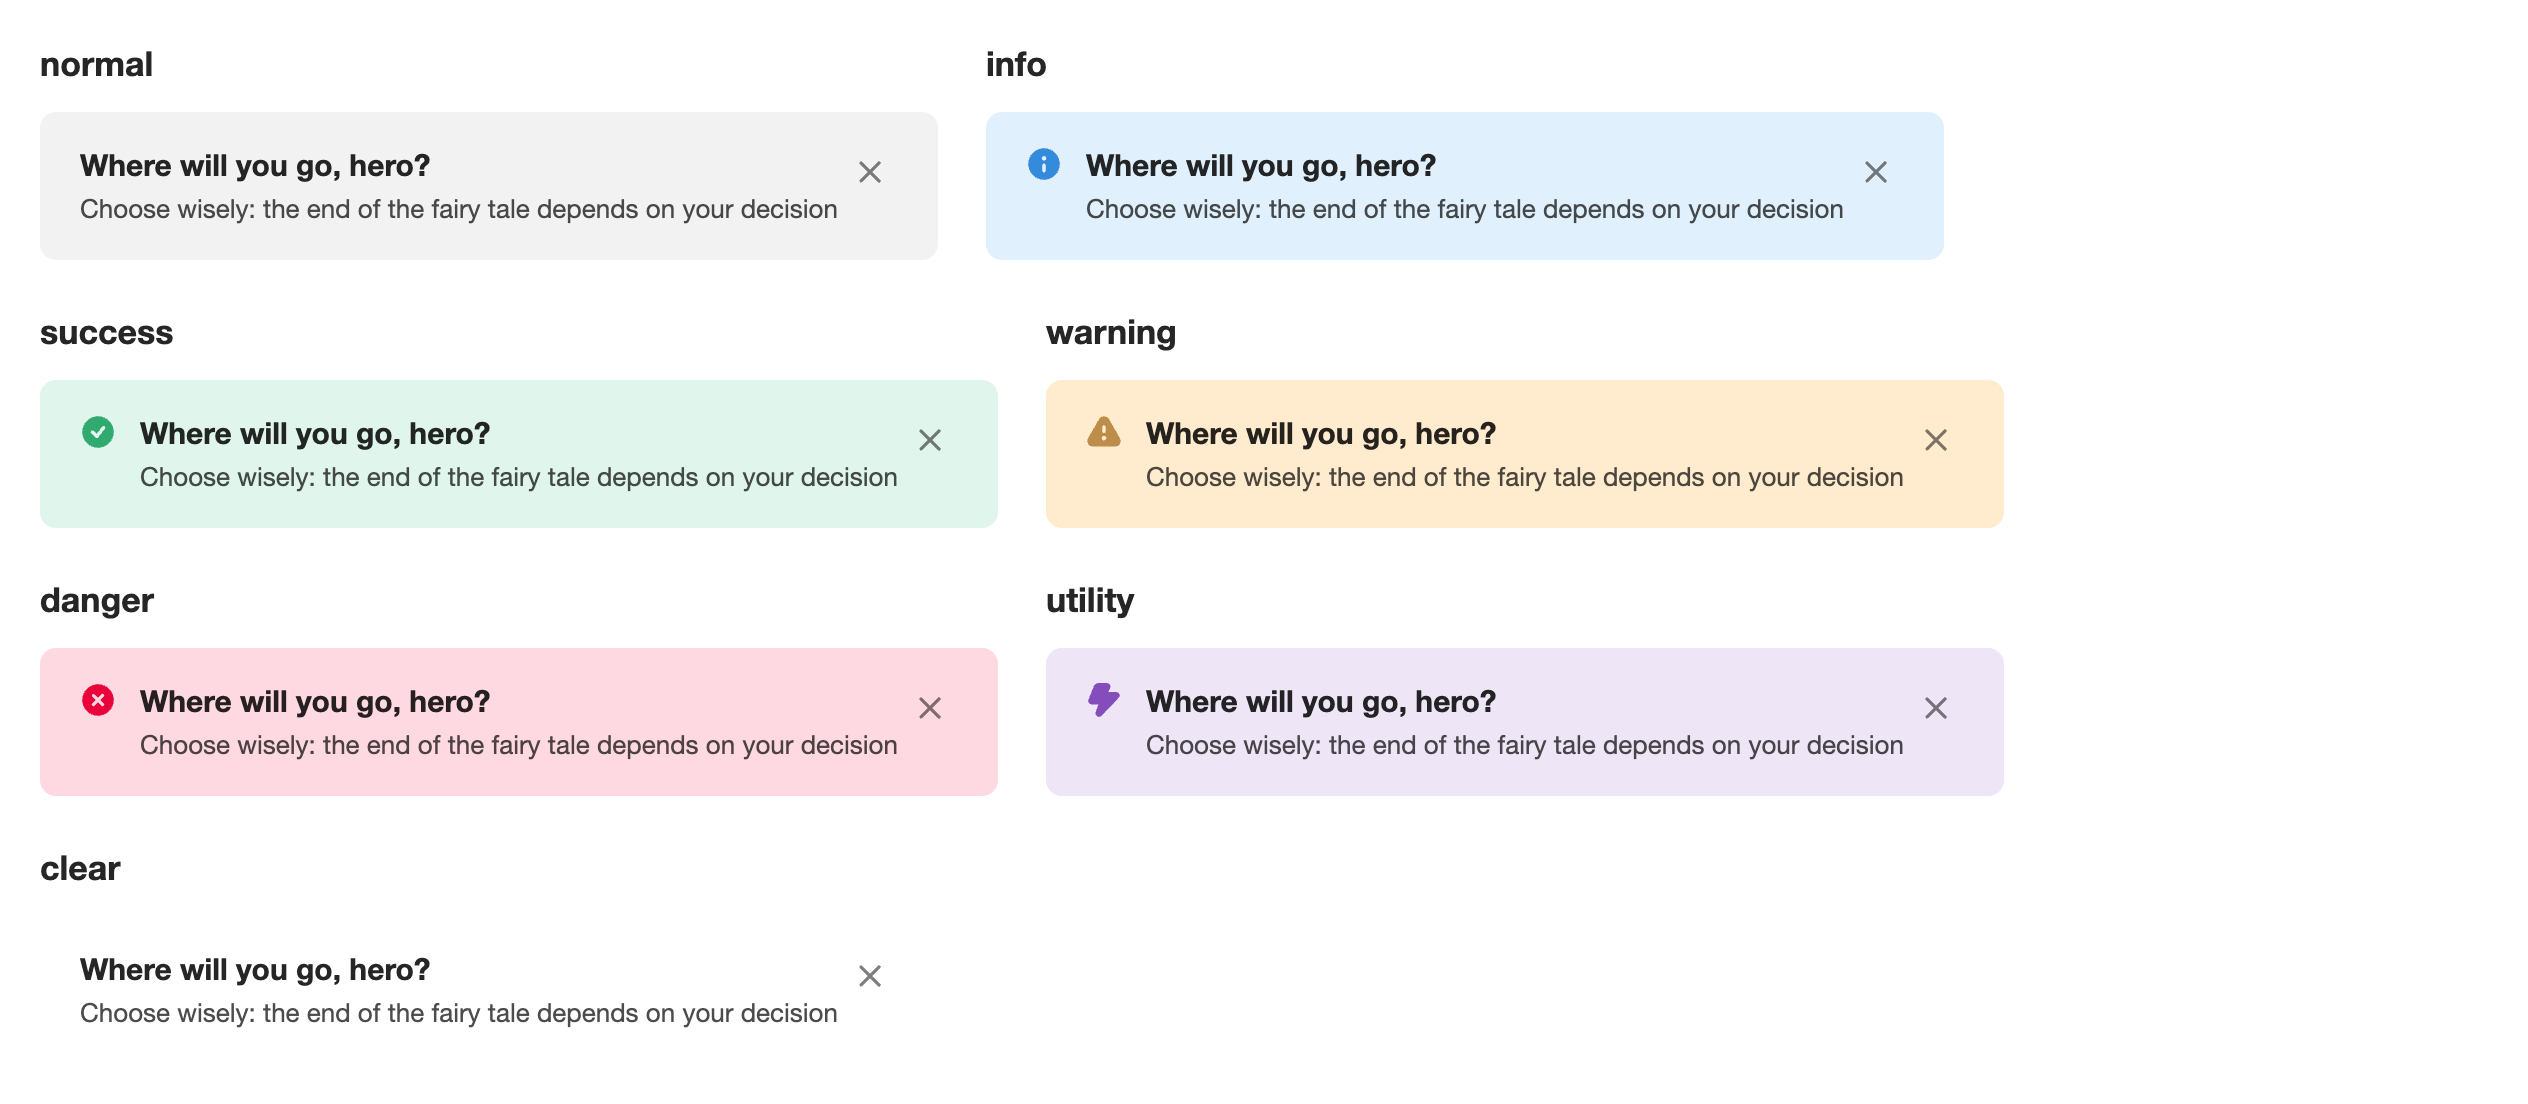 normal
Where will you go, hero?
Choose wisely: the end of the fairy tale depends on your decision
info
Where will you go, hero?
Choose wisely: the end of the fairy tale depends on your decision
success
Where will you go, hero?
Choose wisely: the end of the fairy tale depends on your decision
warning
Where will you go, hero?
Choose wisely: the end of the fairy tale depends on your decision
danger
Where will you go, hero?
Choose wisely: the end of the fairy tale depends on your decision
utility
Where will you go, hero?
Choose wisely: the end of the fairy tale depends on your decision
clear
Where will you go, hero?
Choose wisely: the end of the fairy tale depends on your decision